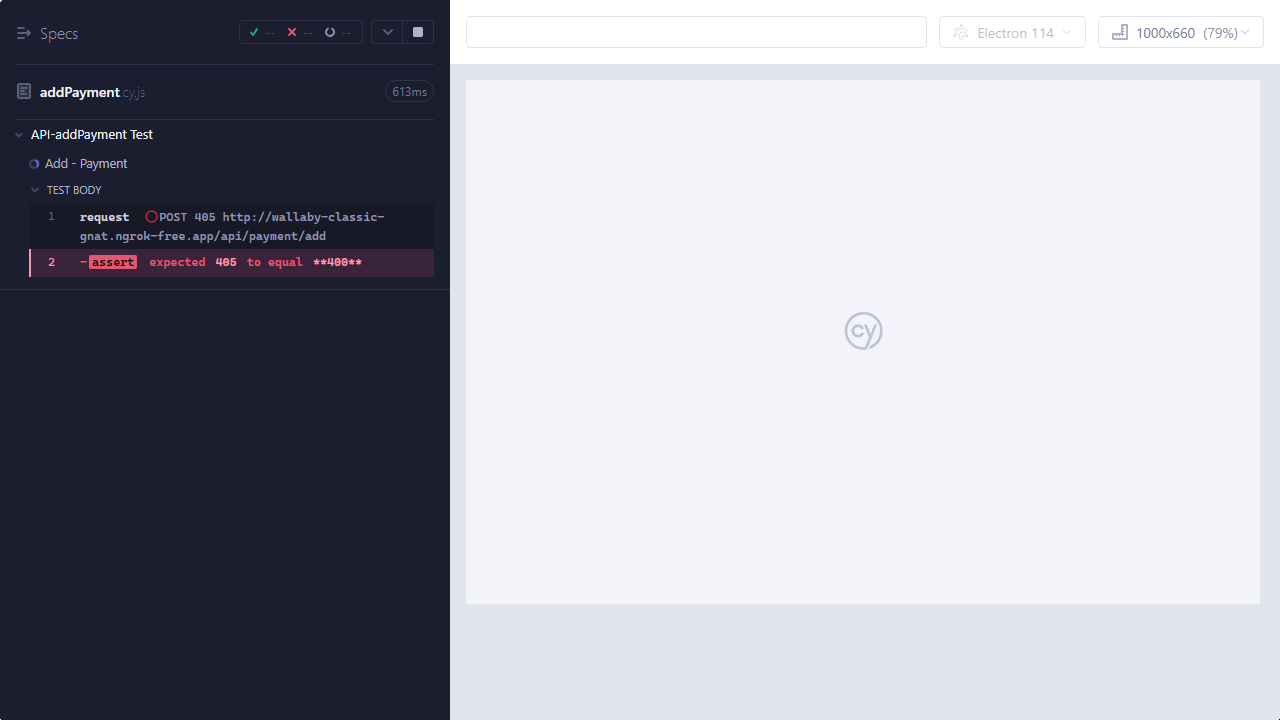 Specs
-- -- --
addPayment.cy.js
613ms
API-addPayment Test
Add - Payment
TEST BODY
1 request POST 405 http://wallaby-classic-
gnat.ngrok-free.app/api/payment/add
2 -assert expected 405 to equal **400**
Electron 114
1000x660 (79%)
cy